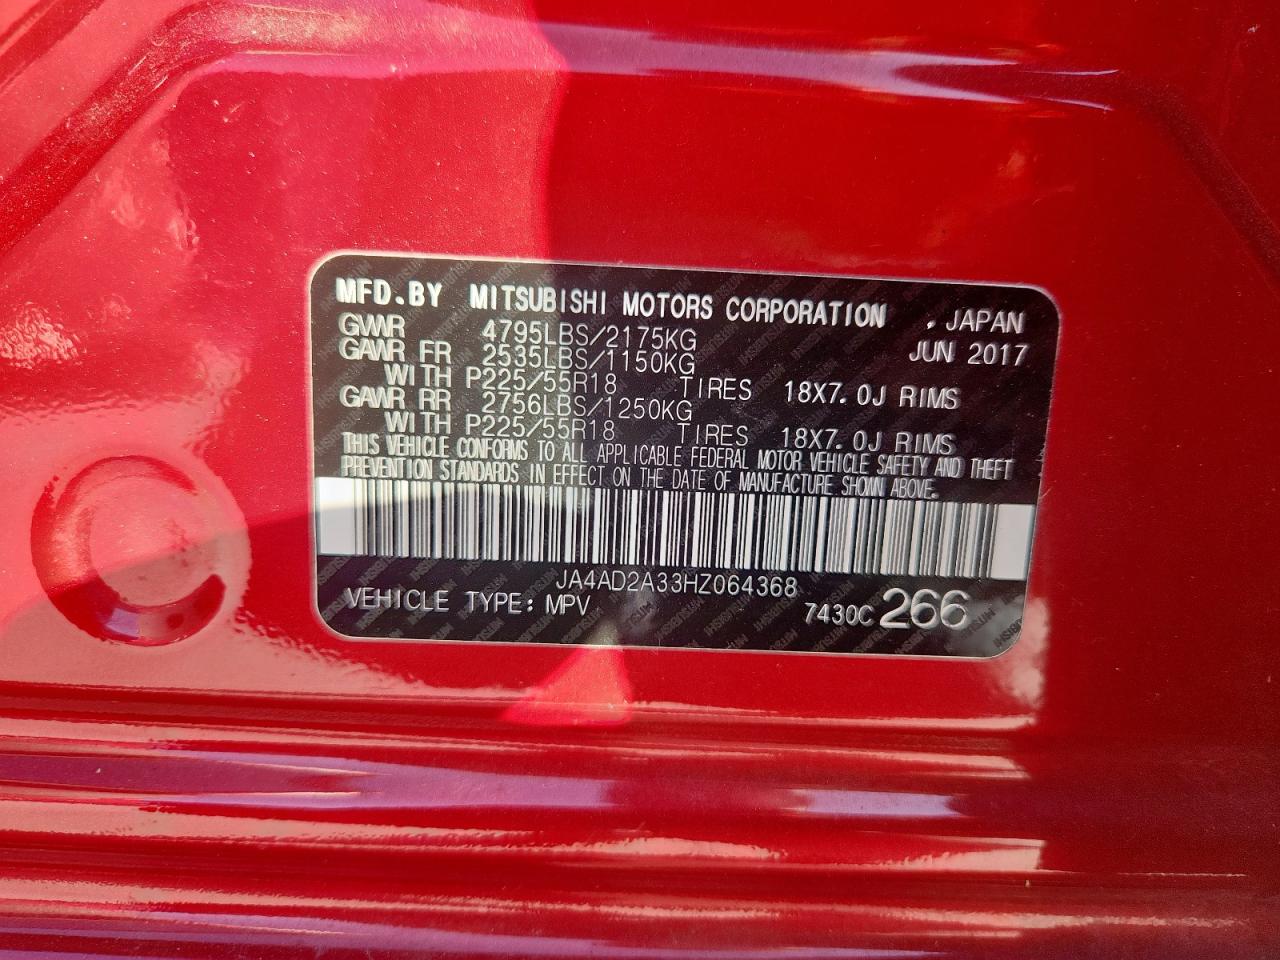 MFD.BY MITSUBISHI MOTORS CORPORATION , JAPAN
GVWR 4795LBS/2175KG JUN 2017
GAWR FR 2535LBS/1150KG
WITH P225/55R18 TIRES 18X7.0J RIMS
GAWR RR 2756LBS/1250KG
WITH P225/55R18 TIRES 18X7.0J RIMS
THIS VEHICLE CONFORMS TO ALL APPLICABLE FEDERAL MOTOR VEHICLE SAFETY AND THEFT
PREVENTION STANDARDS IN EFFECT ON THE DATE OF MANUFACTURE SHOWN ABOVE.
JA4AD2A33HZ064368
VEHICLE TYPE: MPV 7430C 266